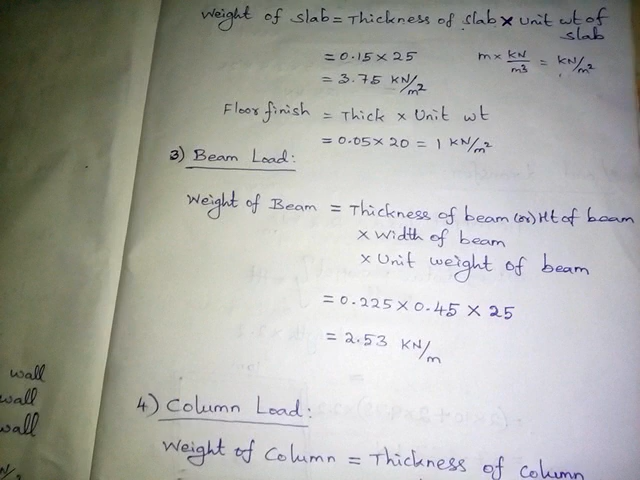 Weight of slab = Thickness of slab x Unit wt of
slab
= 0.15 x 25 m x KN/m3 = KN/m2
= 3.75 KN/m2
Floor finish = Thick x Unit wt
= 0.05 x 20 = 1 KN/m2
3) Beam Load:
Weight of Beam = Thickness of beam (or) Ht of beam
x Width of beam
x Unit weight of beam
= 0.225 x 0.45 x 25
= 2.53 KN/m
wall
wall
wall
4) Column Load:
Weight of Column = Thickness of column